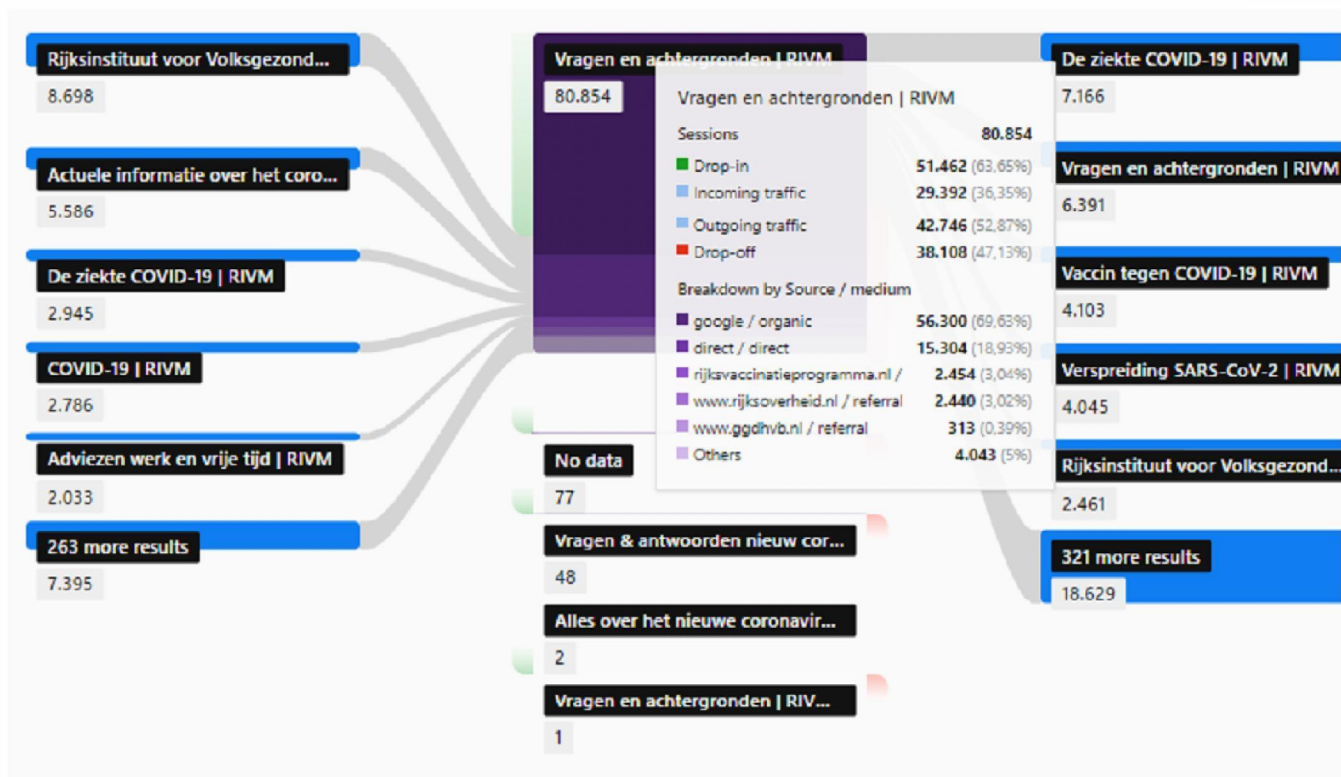 Rijksinstituut voor Volksgezond...
8.698
Actuele informatie over het coro...
5.586
De ziekte COVID-19 | RIVM
2.945
COVID-19 | RIVM
2.786
Adviezen werk en vrije tijd | RIVM
2.033
263 more results
7.395
Vragen en achtergronden | RIVM
80.854
Vragen en achtergronden | RIVM
Sessions 80.854
Drop-in 51.462 (63,65%)
Incoming traffic 29.392 (36,35%)
Outgoing traffic 42.746 (52,87%)
Drop-off 38.108 (47,13%)
Breakdown by Source / medium
google / organic 56.300 (69,63%)
direct / direct 15.304 (18,93%)
rijksvaccinatieprogramma.nl / 2.454 (3,04%)
www.rijksoverheid.nl / referral 2.440 (3,02%)
www.ggdhvb.nl / referral 313 (0,39%)
Others 4.043 (5%)
No data
77
Vragen & antwoorden nieuw cor...
48
Alles over het nieuwe coronavir...
2
Vragen en achtergronden | RIV...
1
De ziekte COVID-19 | RIVM
7.166
Vragen en achtergronden | RIVM
6.391
Vaccin tegen COVID-19 | RIVM
4.103
Verspreiding SARS-CoV-2 | RIVM
4.045
Rijksinstituut voor Volksgezond...
2.461
321 more results
18.629